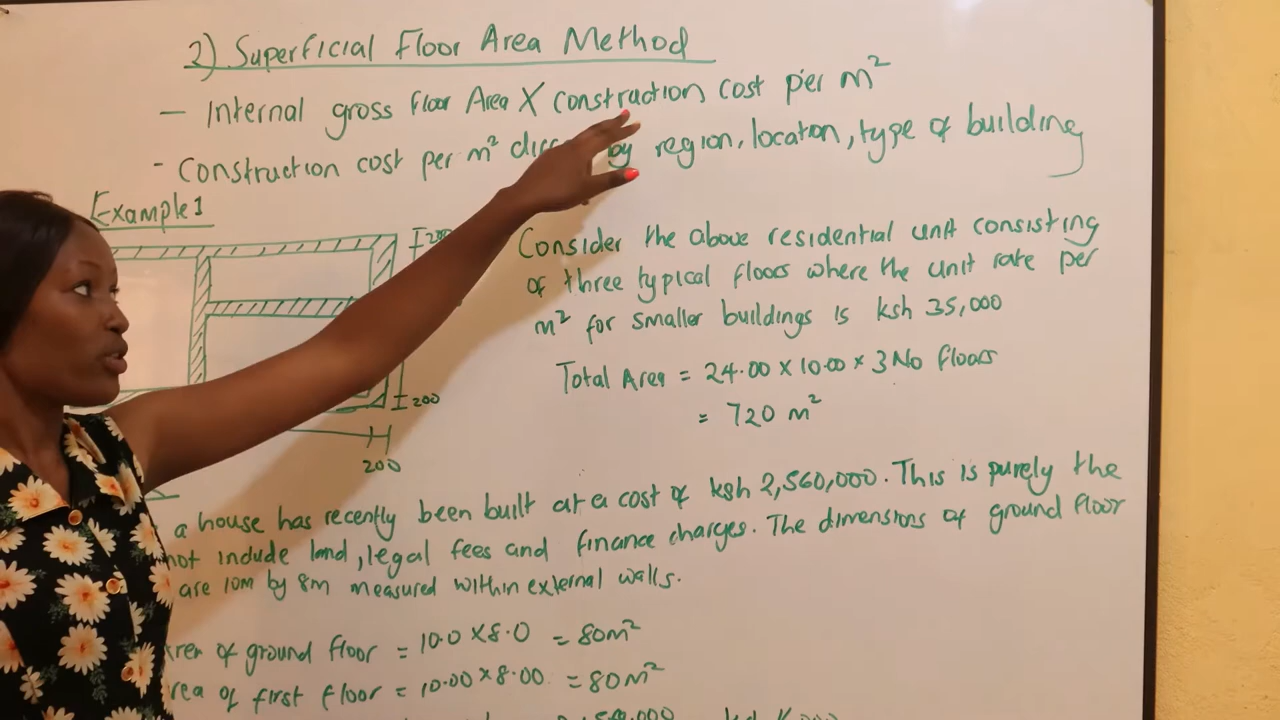 2) Superficial Floor Area Method
— Internal gross floor Area X construction cost per m²
- Construction cost per m² by region, location, type of building
Example 1
200
Consider the above residential unit consisting
of three typical floors where the unit rate per
m² for smaller buildings is ksh 35,000
Total Area = 24.00 x 10.00 x 3 No floors
= 720 m²
200
200
a house has recently been built at a cost of ksh 2,560,000. This is purely the
not include land, legal fees and finance charges. The dimensions of ground floor
are 10m by 8m measured within external walls.
of ground floor = 10.0 X 8.0 = 80m²
of first floor = 10.00 x 8.00 = 80m²